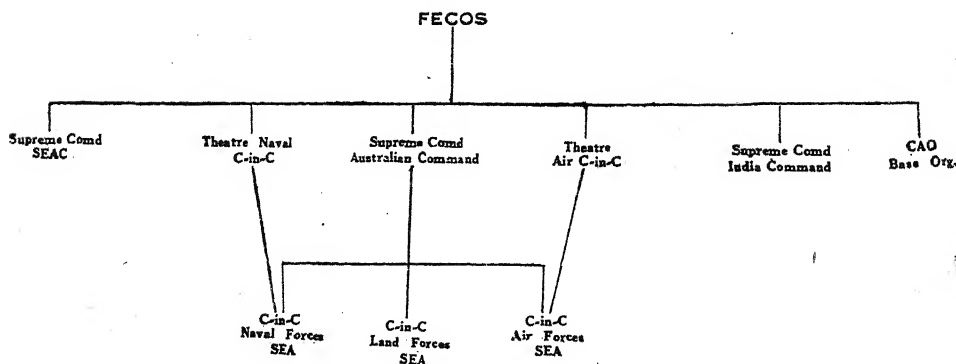 FECOS
Supreme Comd
SEAC
Theatre Naval
C-in-C
Supreme Comd
Australian Command
Theatre
Air C-in-C
Supreme Comd
India Command
CAO
Base Org.
C-in-C
Naval Forces
SEA
C-in-C
Land Forces
SEA
C-in-C
Air Forces
SEA